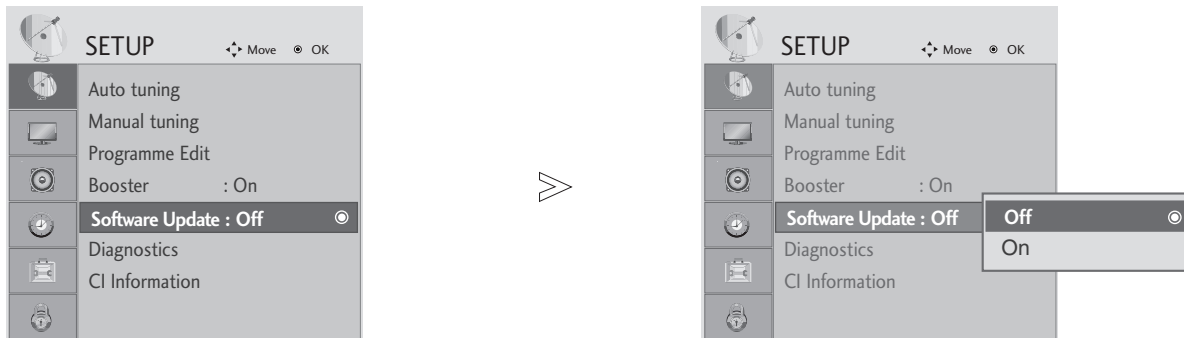 SETUP Move OK
Auto tuning
Manual tuning
Programme Edit
Booster : On
Software Update : Off
Diagnostics
CI Information
SETUP Move OK
Auto tuning
Manual tuning
Programme Edit
Booster : On
Software Update : Off
Diagnostics
CI Information
Off
On